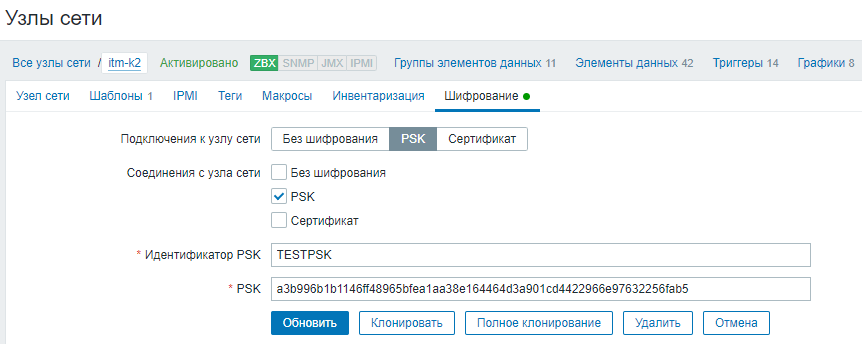 Узлы сети
Все узлы сети / itm-k2 Активировано ZBX SNMP JMX IPMI Группы элементов данных 11 Элементы данных 42 Триггеры 14 Графики 8
Узел сети Шаблоны 1 IPMI Теги Макросы Инвентаризация Шифрование
Подключения к узлу сети Без шифрования PSK Сертификат
Соединения с узла сети Без шифрования
PSK
Сертификат
* Идентификатор PSK TESTPSK
* PSK a3b996b1b1146ff48965bfea1aa38e164464d3a901cd4422966e97632256fab5
Обновить Клонировать Полное клонирование Удалить Отмена